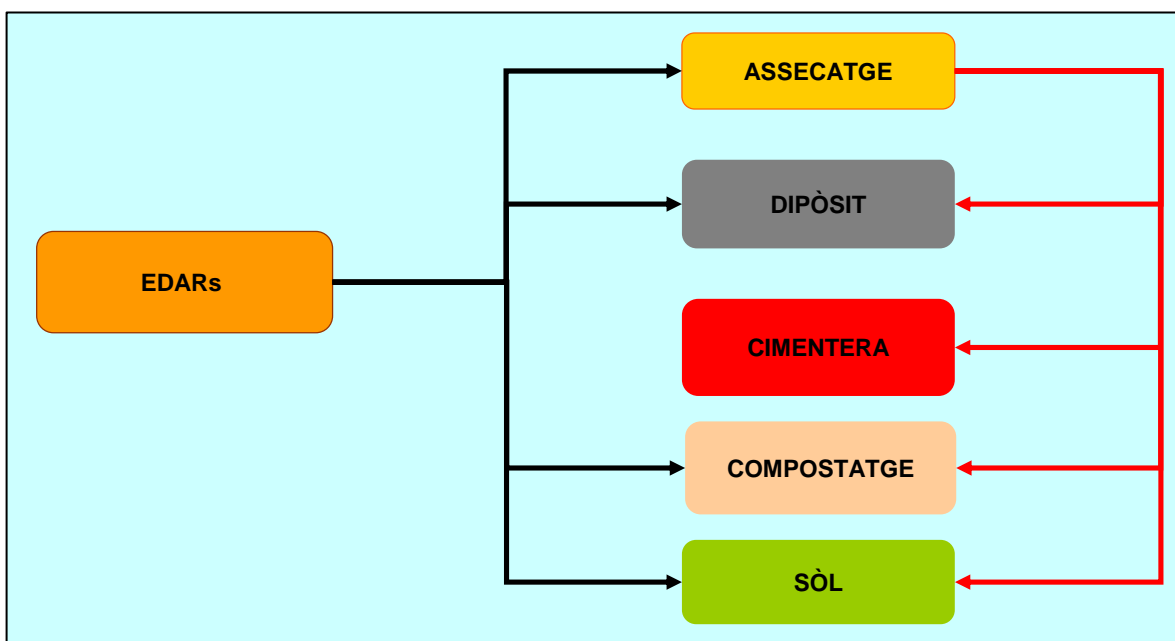 ASSECATGE
DIPÒSIT
EDARs
CIMENTERA
COMPOSTATGE
SÒL